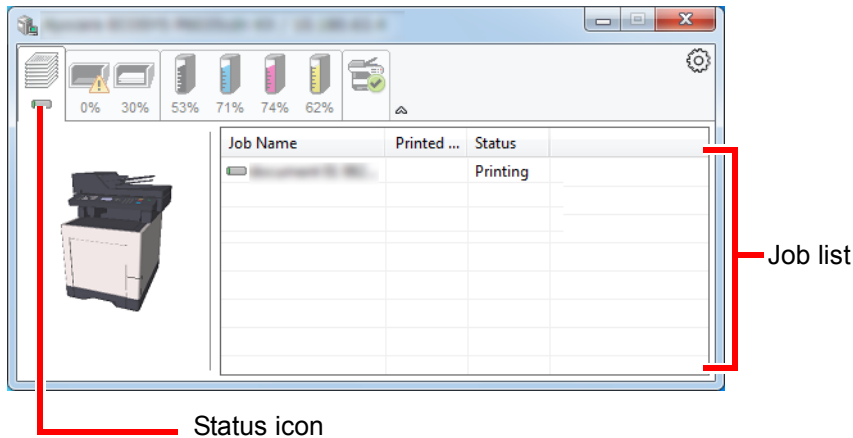 0% 30% 53% 71% 74% 62%
Job Name Printed ... Status
Printing
Job list
Status icon